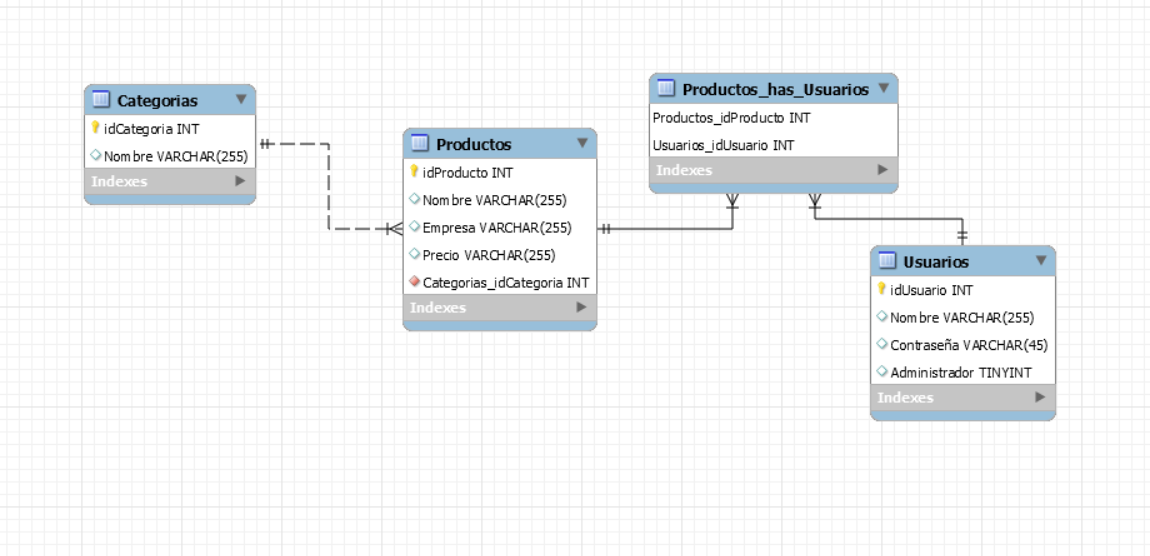 Categorias
idCategoria INT
Nombre VARCHAR(255)
Indexes
Productos
idProducto INT
Nombre VARCHAR(255)
Empresa VARCHAR(255)
Precio VARCHAR(255)
Categorias_idCategoria INT
Indexes
Productos_has_Usuarios
Productos_idProducto INT
Usuarios_idUsuario INT
Indexes
Usuarios
idUsuario INT
Nombre VARCHAR(255)
Contraseña VARCHAR(45)
Administrador TINYINT
Indexes